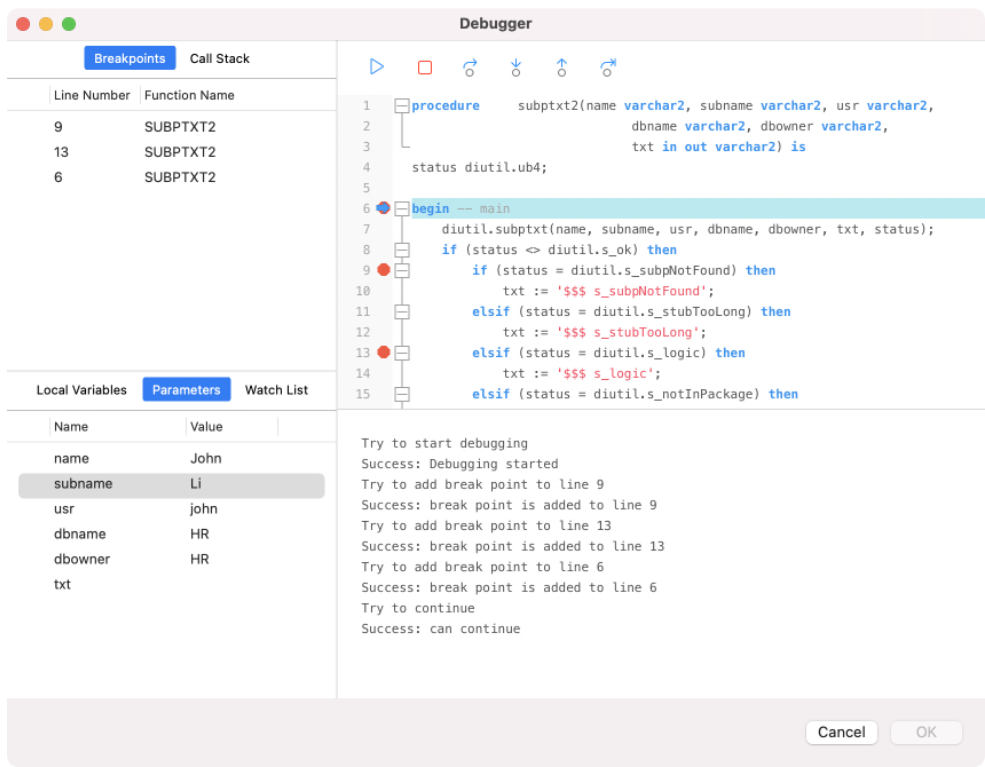 Debugger
Breakpoints Call Stack
Line Number Function Name
9 SUBPTXT2
13 SUBPTXT2
6 SUBPTXT2
Local Variables Parameters Watch List
Name Value
name John
subname Li
usr john
dbname HR
dbowner HR
txt
1 procedure subptxt2(name varchar2, subname varchar2, usr varchar2,
2 dbname varchar2, dbowner varchar2,
3 txt in out varchar2) is
4 status diutil.ub4;
5
6 begin -- main
7 diutil.subptxt(name, subname, usr, dbname, dbowner, txt, status);
8 if (status <> diutil.s_ok) then
9 if (status = diutil.s_subpNotFound) then
10 txt := '$$$ s_subpNotFound';
11 elsif (status = diutil.s_stubTooLong) then
12 txt := '$$$ s_stubTooLong';
13 elsif (status = diutil.s_logic) then
14 txt := '$$$ s_logic';
15 elsif (status = diutil.s_notInPackage) then
Try to start debugging
Success: Debugging started
Try to add break point to line 9
Success: break point is added to line 9
Try to add break point to line 13
Success: break point is added to line 13
Try to add break point to line 6
Success: break point is added to line 6
Try to continue
Success: can continue
Cancel OK